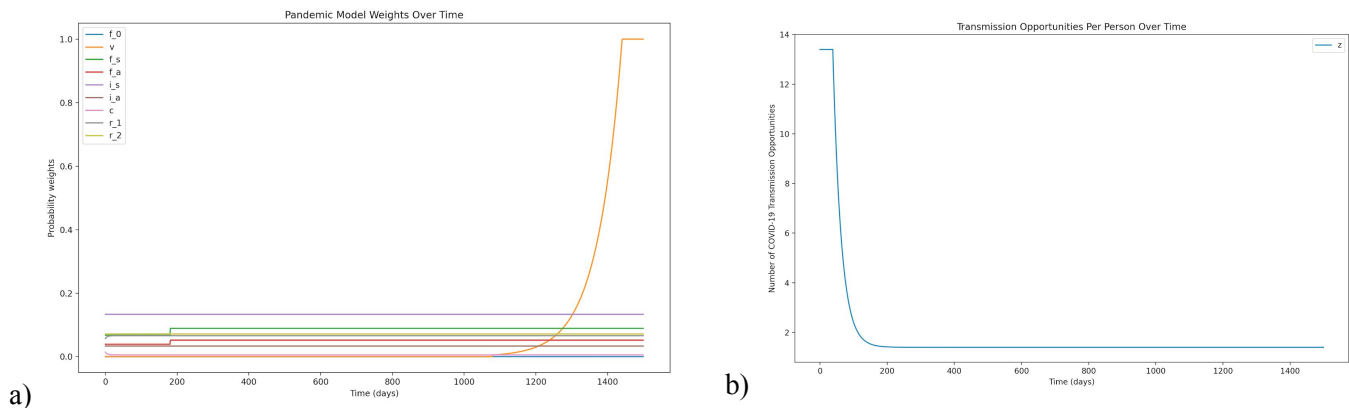 Pandemic Model Weights Over Time
f_0
v
f_s
f_a
i_s
i_a
c
r_1
r_2
Probability weights
1.0
0.8
0.6
0.4
0.2
0.0
0 200 400 600 800 1000 1200 1400
Time (days)
a)
Transmission Opportunities Per Person Over Time
z
Number of COVID-19 Transmission Opportunities
14
12
10
8
6
4
2
0 200 400 600 800 1000 1200 1400
Time (days)
b)